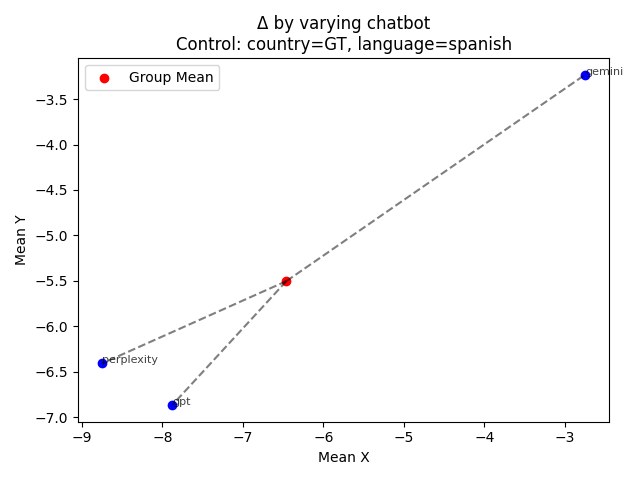 Δ by varying chatbot
Control: country=GT, language=spanish
Group Mean
gemini
perplexity
gpt
Mean Y
−3.5
−4.0
−4.5
−5.0
−5.5
−6.0
−6.5
−7.0
−9 −8 −7 −6 −5 −4 −3
Mean X